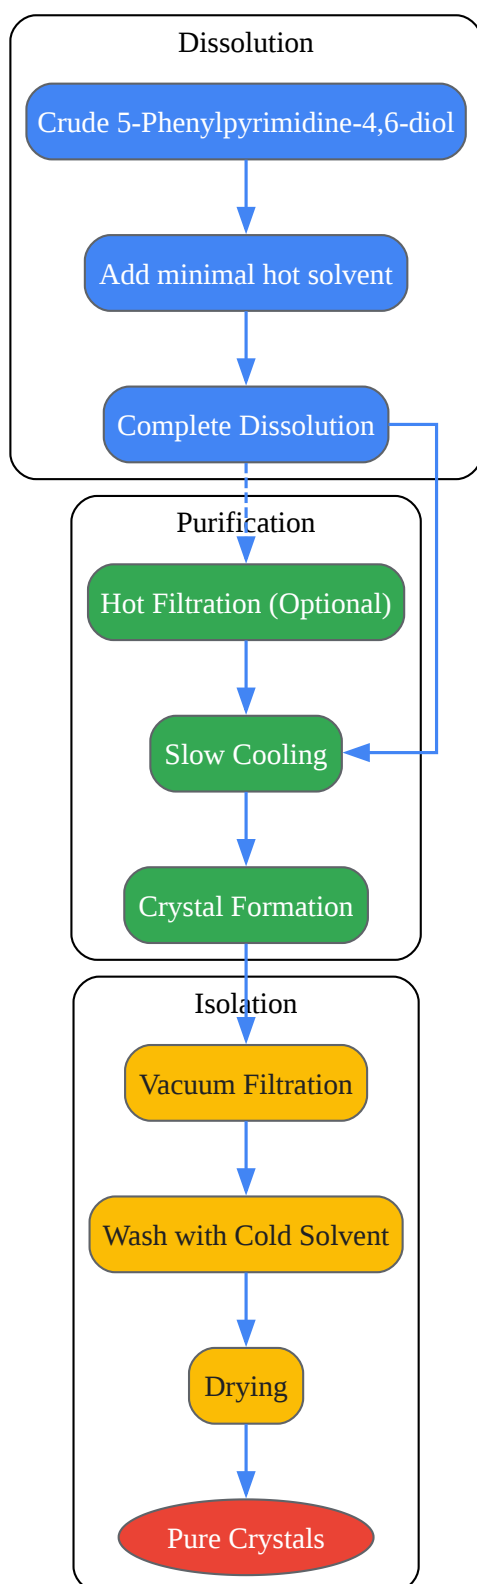 Dissolution
Crude 5-Phenylpyrimidine-4,6-diol
Add minimal hot solvent
Complete Dissolution
Purification
Hot Filtration (Optional)
Slow Cooling
Crystal Formation
Isolation
Vacuum Filtration
Wash with Cold Solvent
Drying
Pure Crystals